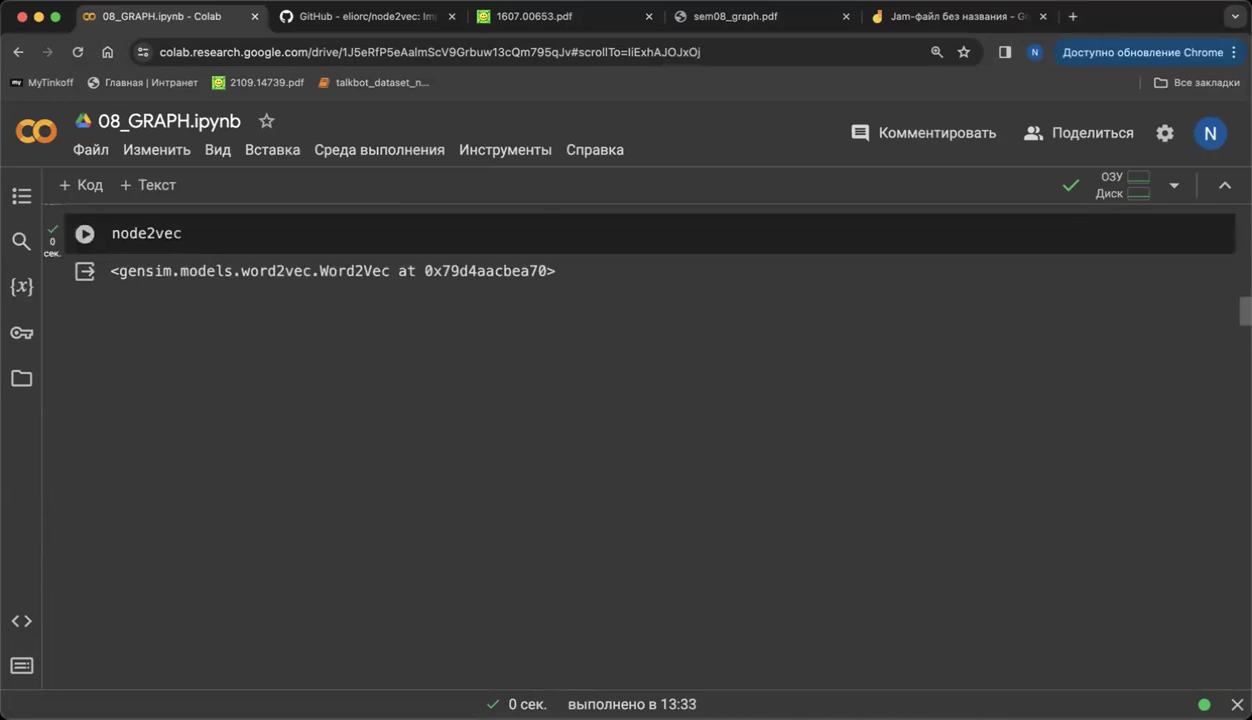 08_GRAPH.ipynb - Colab
GitHub - eliorc/node2vec: Im
1607.00653.pdf
sem08_graph.pdf
Jam-файл без названия - Go
colab.research.google.com/drive/1J5eRfP5eAalmScV9Grbuw13cQm795qJv#scrollTo=IiExhAJOJxOj
N
Доступно обновление Chrome
my MyTinkoff
Главная | Интранет
2109.14739.pdf
talkbot_dataset_n...
Все закладки
08_GRAPH.ipynb
Комментировать
Поделиться
N
Файл Изменить Вид Вставка Среда выполнения Инструменты Справка
+ Код + Текст
ОЗУ
Диск
0
сек.
node2vec
{x}
<gensim.models.word2vec.Word2Vec at 0x79d4aacbea70>
0 сек. выполнено в 13:33